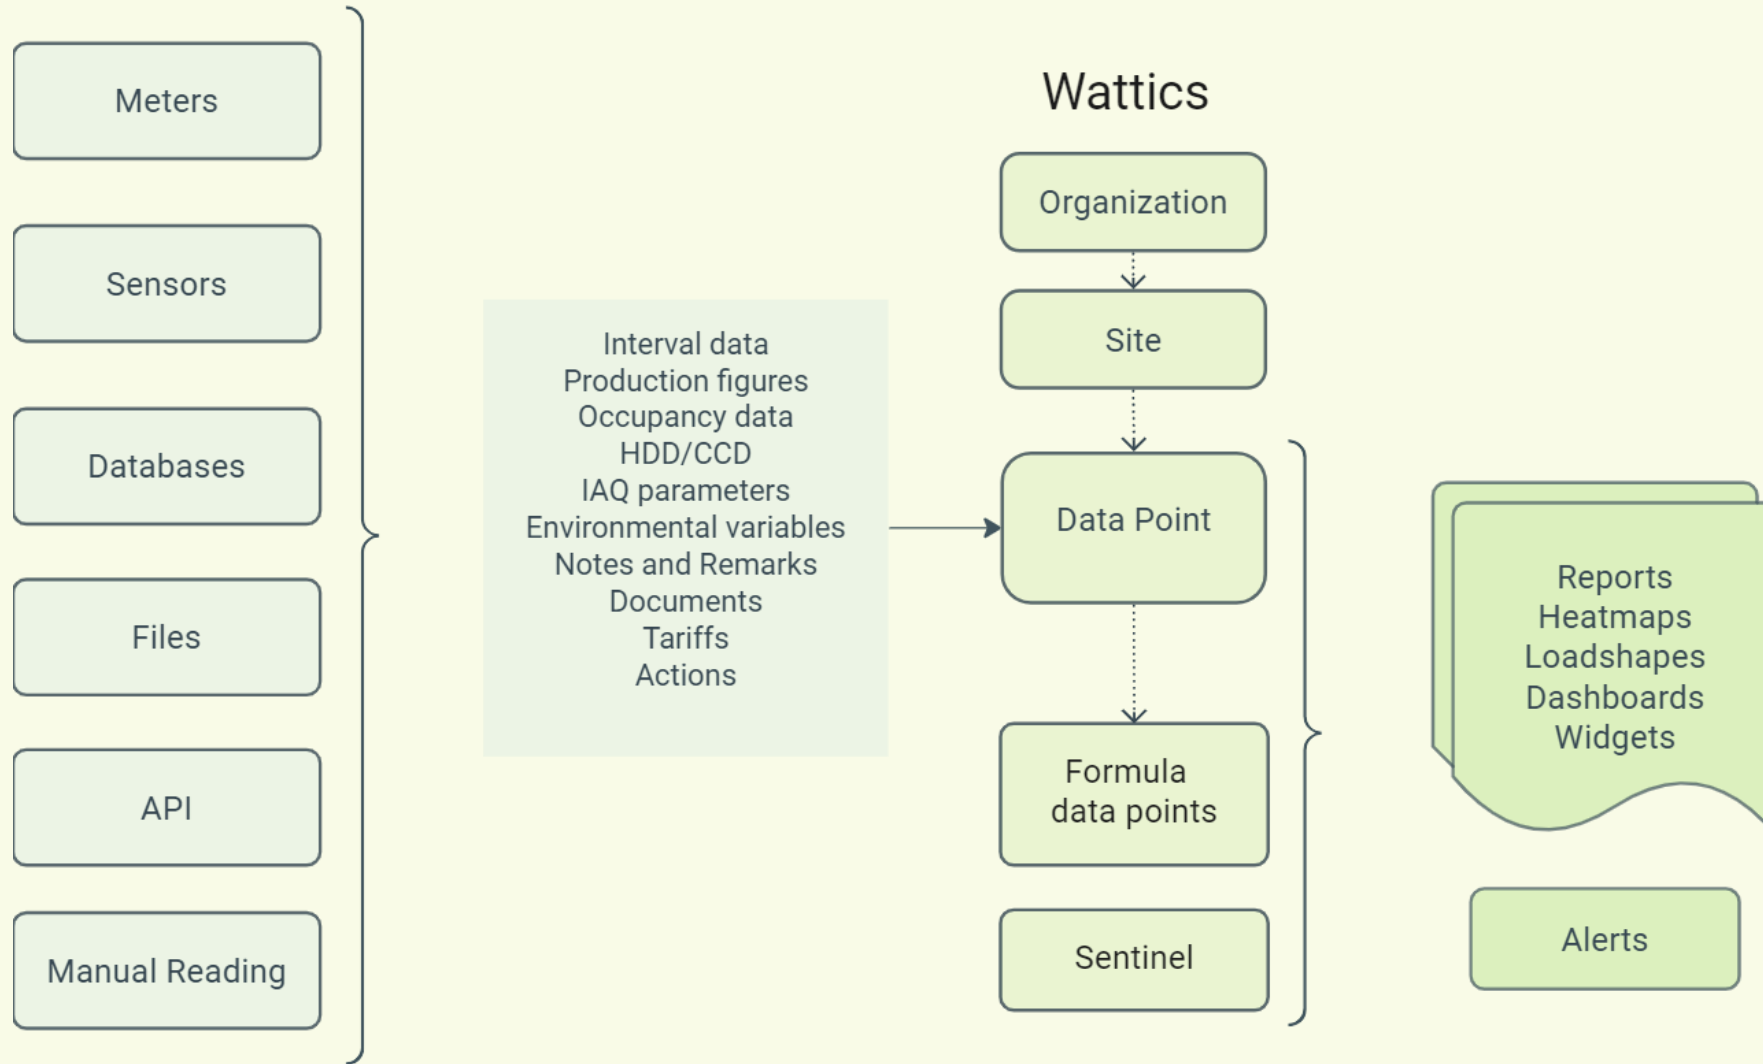 Meters
Sensors
Databases
Files
API
Manual Reading
Interval data
Production figures
Occupancy data
HDD/CCD
IAQ parameters
Environmental variables
Notes and Remarks
Documents
Tariffs
Actions
Wattics
Organization
Site
Data Point
Formula
data points
Sentinel
Reports
Heatmaps
Loadshapes
Dashboards
Widgets
Alerts